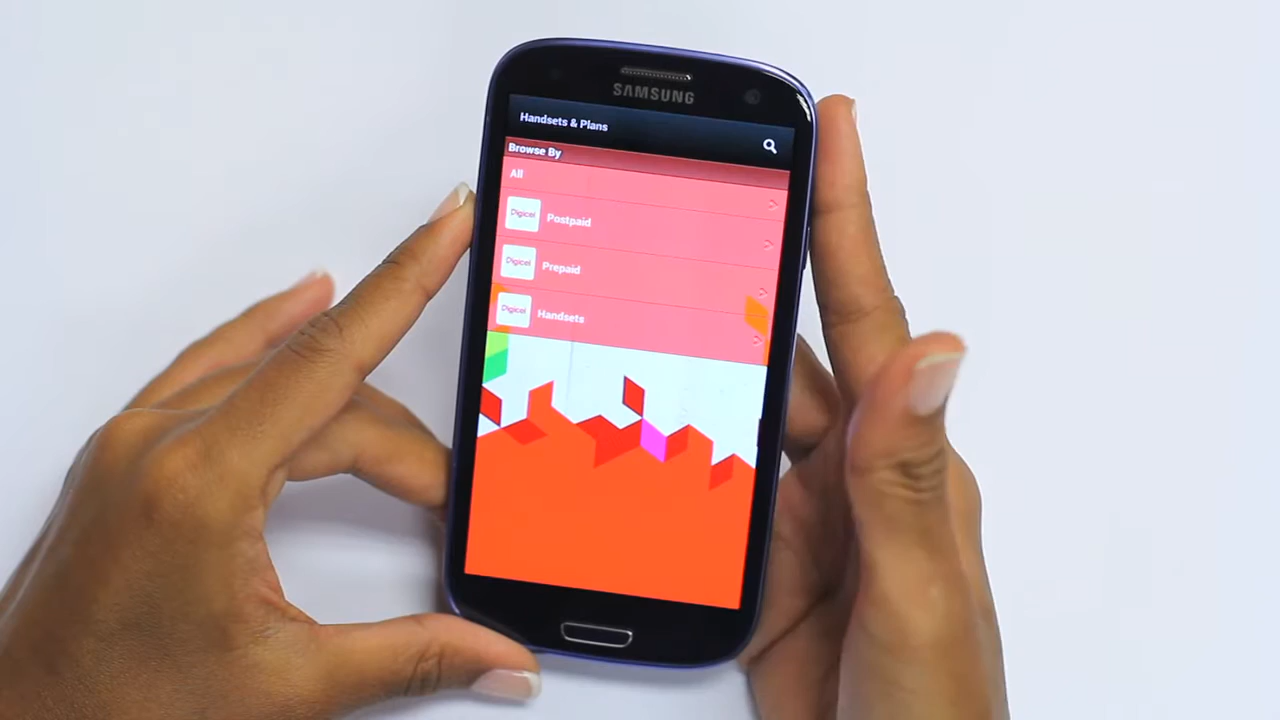 SAMSUNG
Handsets & Plans
Browse By
All
Digicel
Postpaid
Digicel
Prepaid
Digicel
Handsets